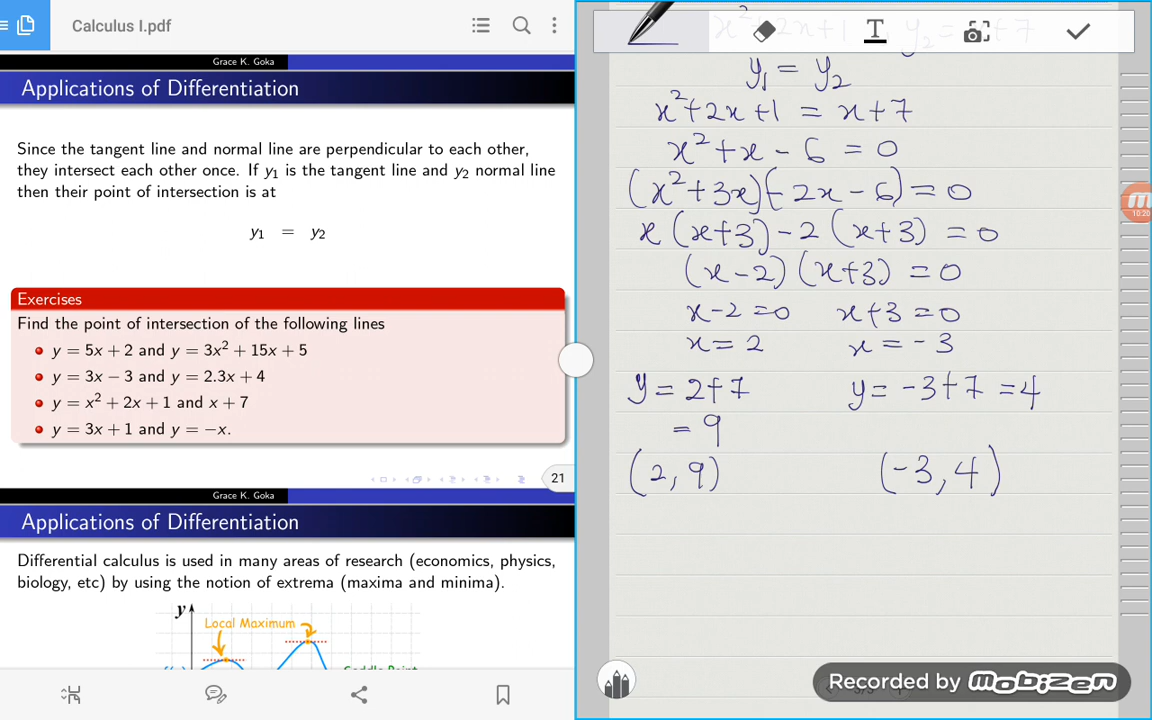 Calculus I.pdf
Grace K. Goka
Applications of Differentiation
Since the tangent line and normal line are perpendicular to each other,
they intersect each other once. If y₁ is the tangent line and y₂ normal line
then their point of intersection is at
y₁ = y₂
Exercises
Find the point of intersection of the following lines
y = 5x + 2 and y = 3x² + 15x + 5
y = 3x − 3 and y = 2.3x + 4
y = x² + 2x + 1 and x + 7
y = 3x + 1 and y = −x.
21
Grace K. Goka
Applications of Differentiation
Differential calculus is used in many areas of research (economics, physics,
biology, etc) by using the notion of extrema (maxima and minima).
y
Local Maximum
T
y₁ = y₂
x²+2x+1 = x+7
x²+x−6 = 0
(x²+3x)(−2x−6) = 0
x(x+3)−2(x+3) = 0
(x−2)(x+3) = 0
x−2=0 x+3=0
x=2 x=−3
y=2+7 y=−3+7=4
=9
(2,9) (−3,4)
Recorded by mobizen
10:20